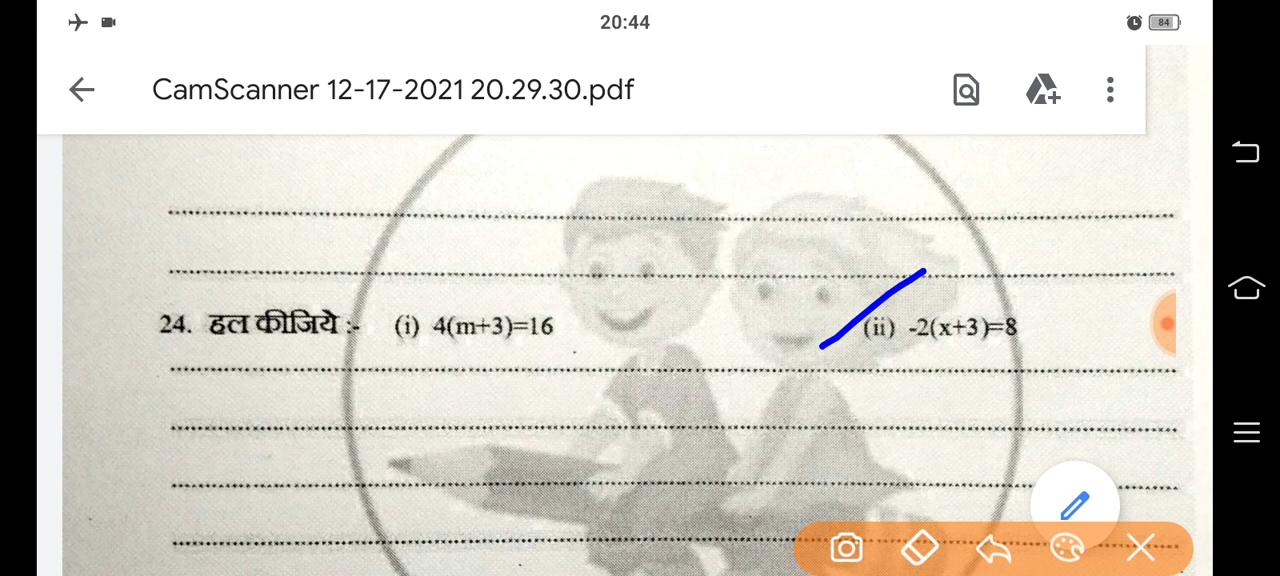 20:44
84
CamScanner 12-17-2021 20.29.30.pdf
24. हल कीजिये :- (i) 4(m+3)=16 (ii) -2(x+3)=8